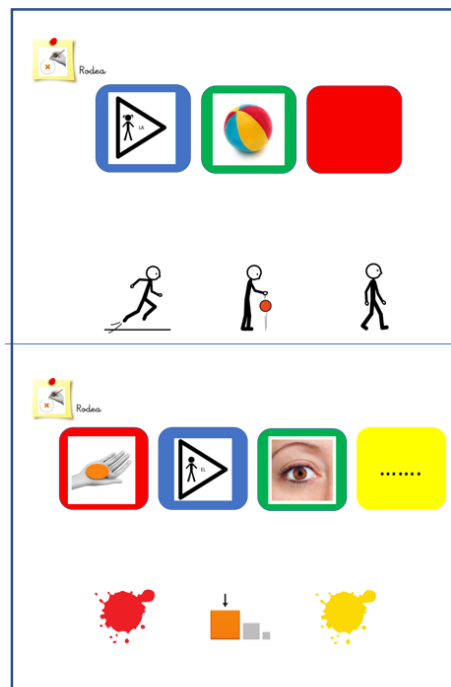 Rodea
LA
Rodea
EL
.......